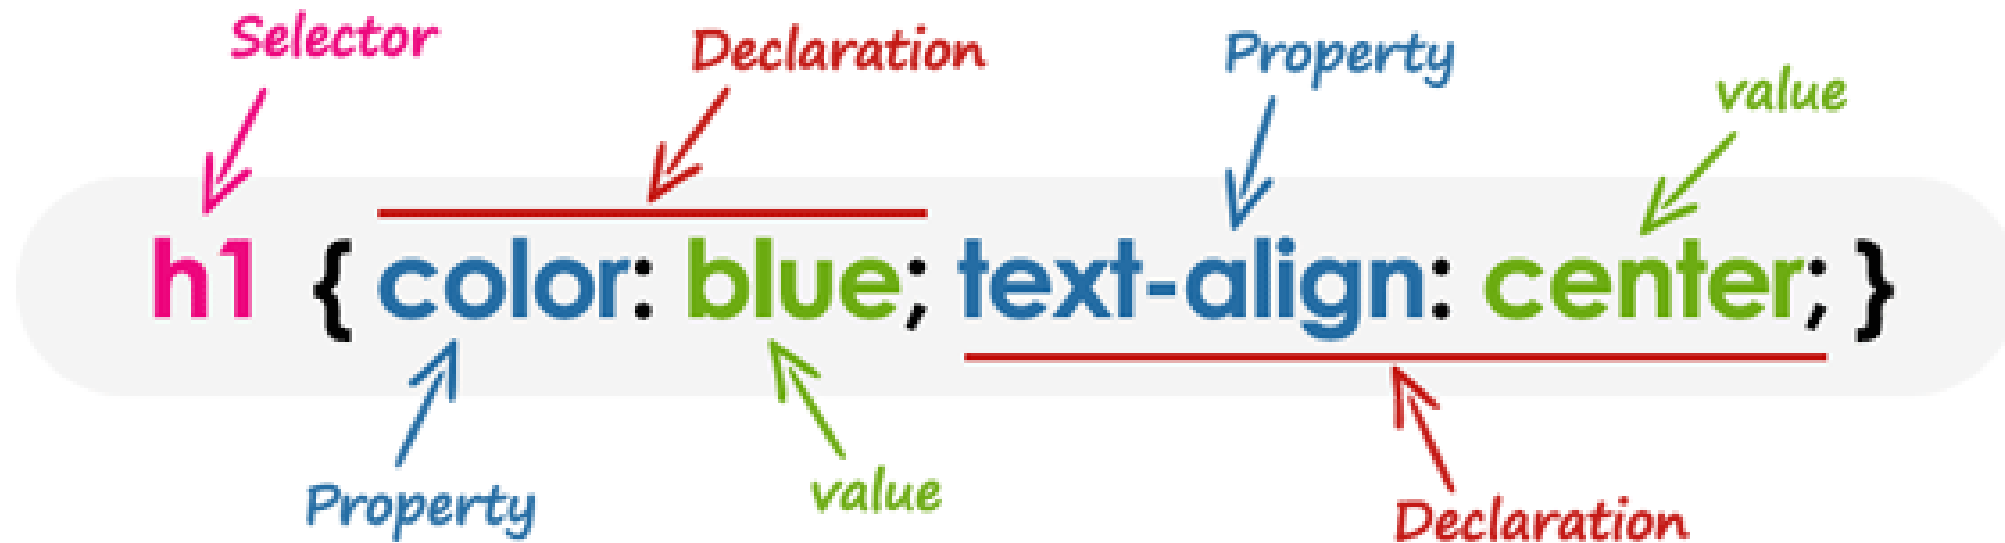 Selector
Declaration
Property
value
h1 { color: blue; text-align: center; }
Property
value
Declaration